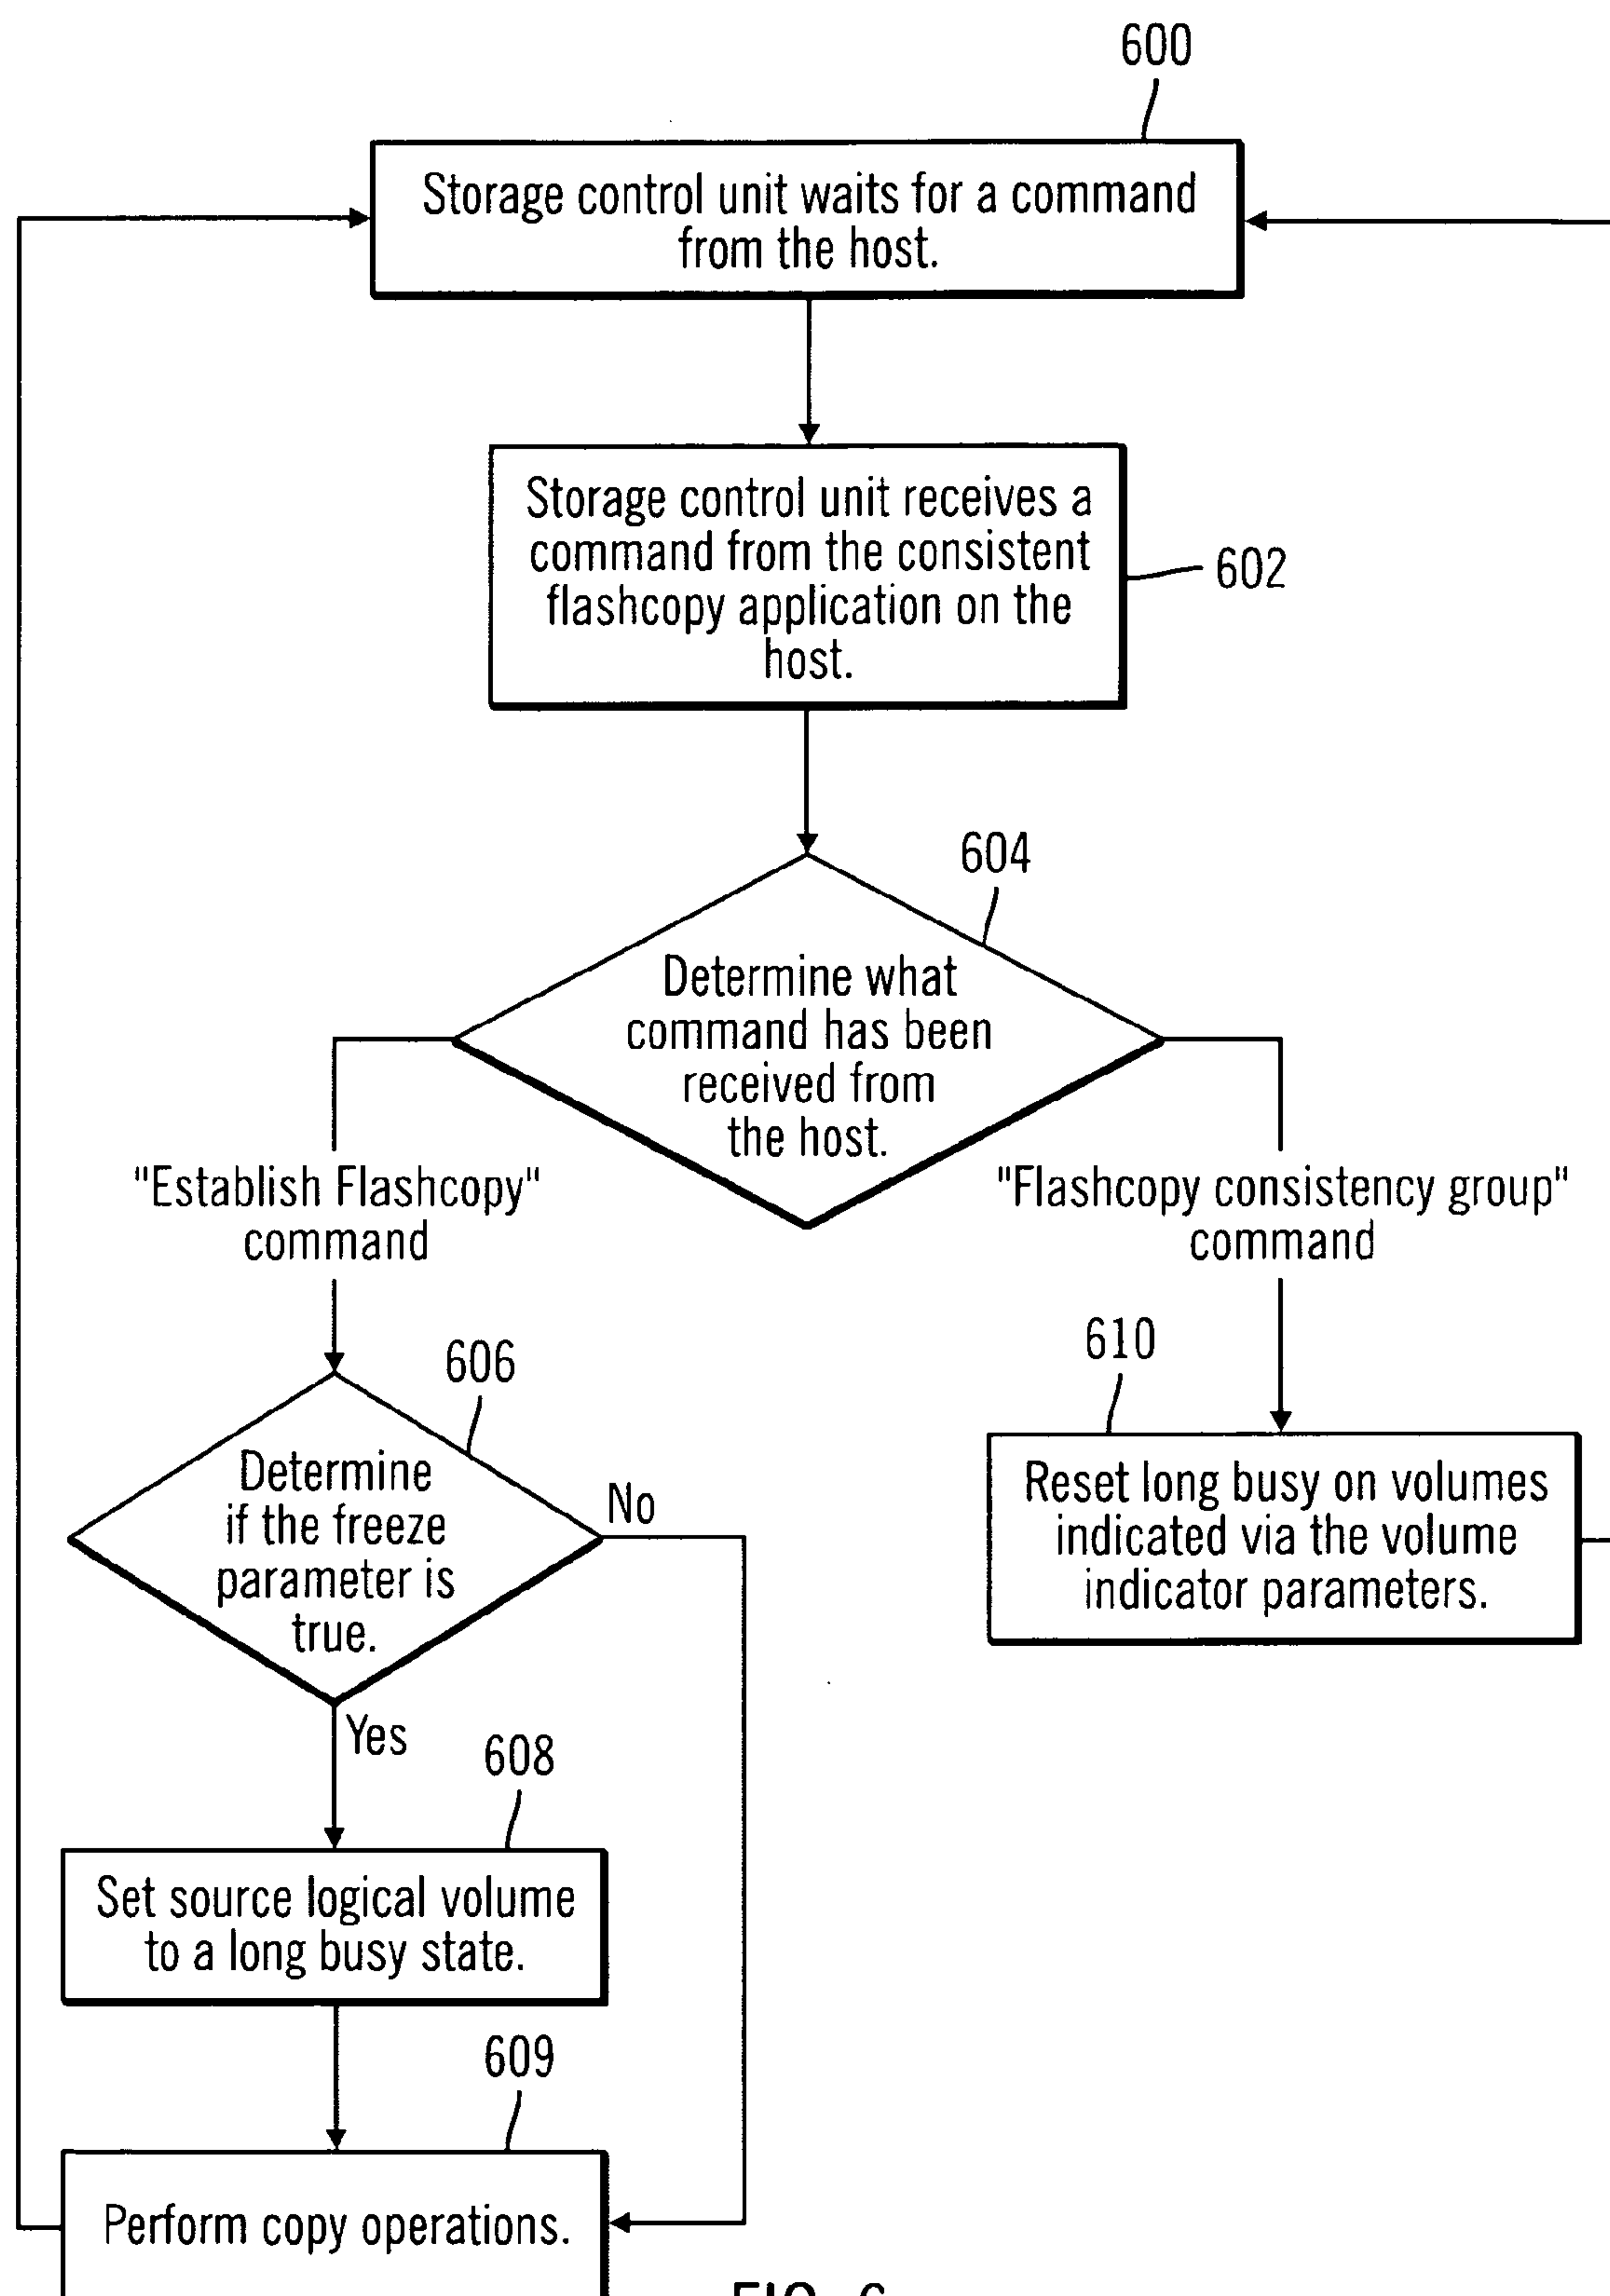 600
Storage control unit waits for a command
from the host.
Storage control unit receives a
command from the consistent
flashcopy application on the
host.
602
604
Determine what
command has been
received from
the host.
"Establish Flashcopy"
command
"Flashcopy consistency group"
command
606
Determine
if the freeze
parameter is
true.
No
Yes
610
Reset long busy on volumes
indicated via the volume
indicator parameters.
608
Set source logical volume
to a long busy state.
609
Perform copy operations.
FIG. 6